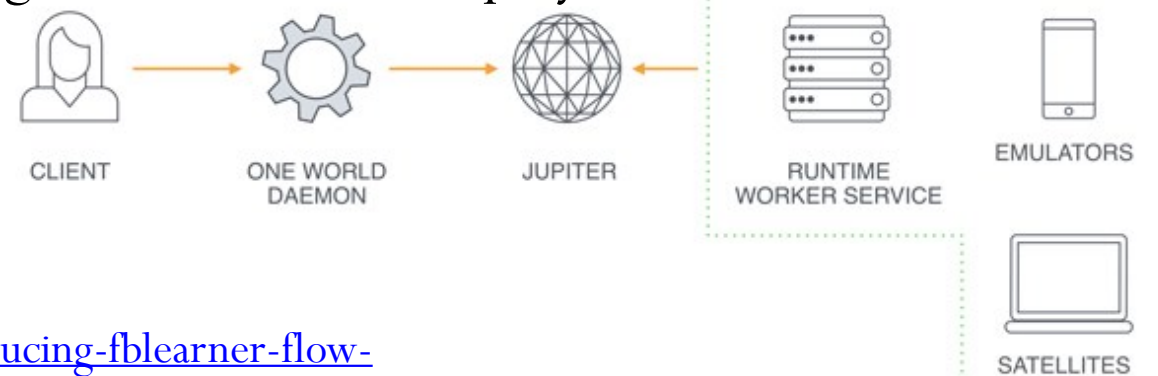 CLIENT
ONE WORLD
DAEMON
JUPITER
RUNTIME
WORKER SERVICE
EMULATORS
SATELLITES
ucing-fblearner-flow-